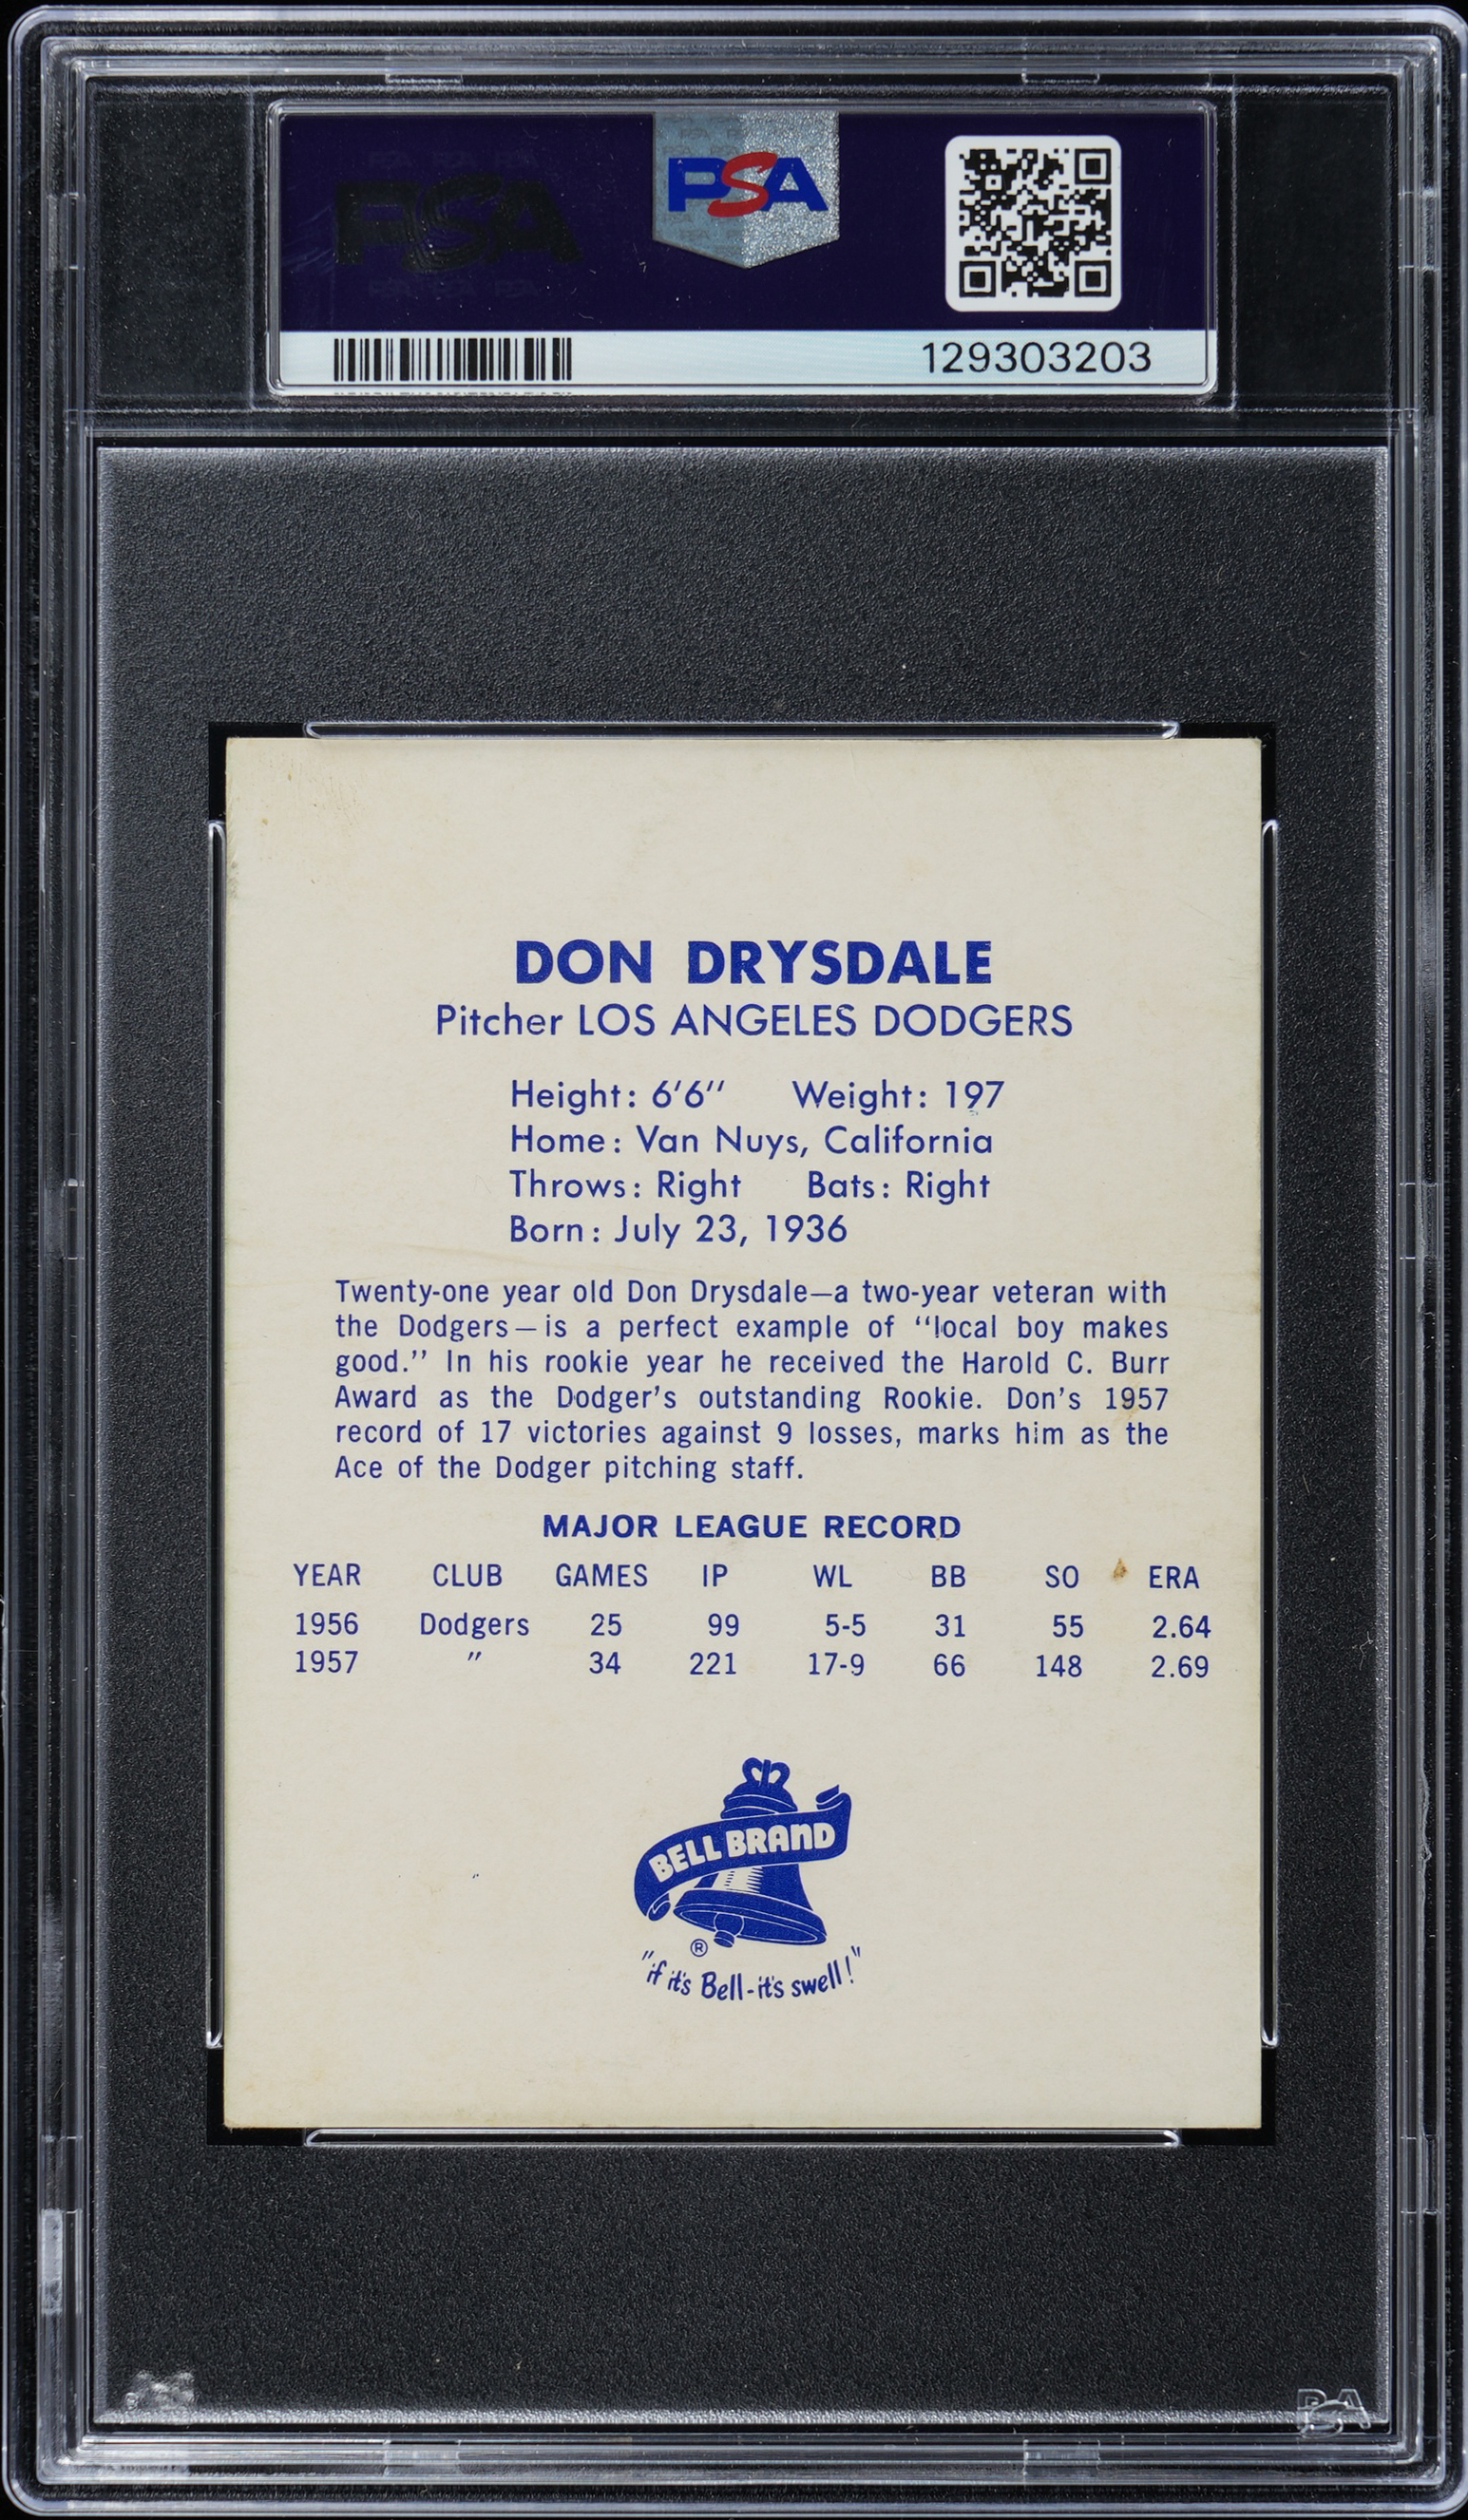 PSA
PSA
129303203
DON DRYSDALE
Pitcher LOS ANGELES DODGERS
Height: 6'6" Weight: 197
Home: Van Nuys, California
Throws: Right Bats: Right
Born: July 23, 1936
Twenty-one year old Don Drysdale—a two-year veteran with
the Dodgers—is a perfect example of "local boy makes
good." In his rookie year he received the Harold C. Burr
Award as the Dodger's outstanding Rookie. Don's 1957
record of 17 victories against 9 losses, marks him as the
Ace of the Dodger pitching staff.
MAJOR LEAGUE RECORD
YEAR CLUB GAMES IP WL BB SO ERA
1956 Dodgers 25 99 5-5 31 55 2.64
1957 " 34 221 17-9 66 148 2.69
BELL BRAND
®
"if it's Bell-it's swell!"
PSA